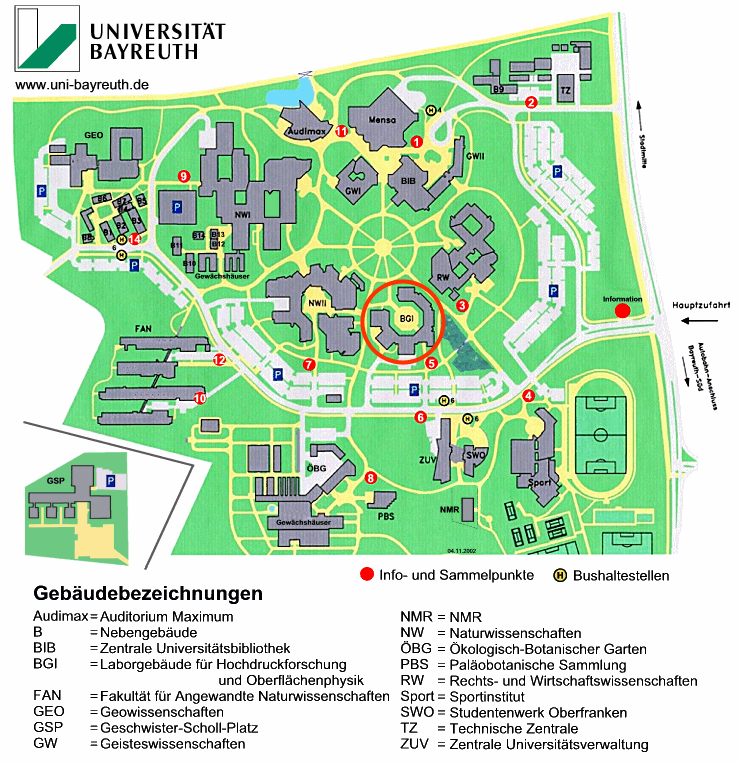 UNIVERSITÄT
BAYREUTH
www.uni-bayreuth.de
B9
TZ
2
Mensa
H 4
Audimax
11
1
GEO
GWII
Stadtmitte
9
P
GWI
BIB
P
P
NWI
B6
B5
B7
B4
B3
B2
B1
B8
H
14
6
H
B14
B13
B12
B11
B10
Gewächshäuser
RW
P
NWII
BGI
3
Information
Hauptzufahrt
FAN
Autobahn-Anschluss
Bayreuth-Süd
12
7
5
P
P
10
H 6
4
6
H 6
GSP
P
ÖBG
ZUV
SWO
Sport
8
Gewächshäuser
PBS
NMR
04.11.2002
Info- und Sammelpunkte
H Bushaltestellen
Gebäudebezeichnungen
Audimax = Auditorium Maximum
B = Nebengebäude
BIB = Zentrale Universitätsbibliothek
BGI = Laborgebäude für Hochdruckforschung
und Oberflächenphysik
FAN = Fakultät für Angewandte Naturwissenschaften
GEO = Geowissenschaften
GSP = Geschwister-Scholl-Platz
GW = Geisteswissenschaften
NMR = NMR
NW = Naturwissenschaften
ÖBG = Ökologisch-Botanischer Garten
PBS = Paläobotanische Sammlung
RW = Rechts- und Wirtschaftswissenschaften
Sport = Sportinstitut
SWO = Studentenwerk Oberfranken
TZ = Technische Zentrale
ZUV = Zentrale Universitätsverwaltung